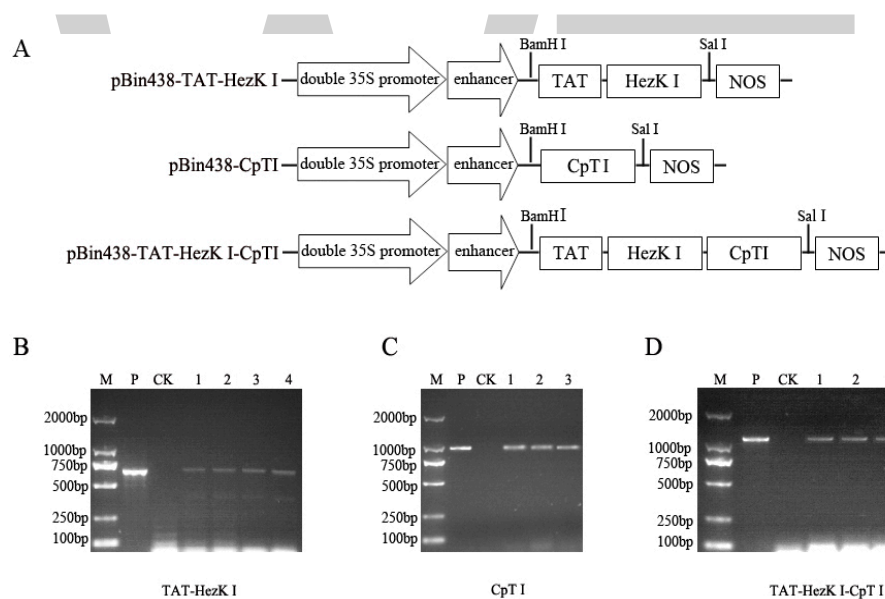 A
BamH I Sal I
pBin438-TAT-HezK I double 35S promoter enhancer TAT HezK I NOS
BamH I Sal I
pBin438-CpTI double 35S promoter enhancer CpT I NOS
BamH I Sal I
pBin438-TAT-HezK I-CpTI double 35S promoter enhancer TAT HezK I CpTI NOS
B
M P CK 1 2 3 4
2000bp
1000bp
750bp
500bp
250bp
100bp
TAT-HezK I
C
M P CK 1 2 3
2000bp
1000bp
750bp
500bp
250bp
100bp
CpT I
D
M P CK 1 2
2000bp
1000bp
750bp
500bp
250bp
100bp
TAT-HezK I-CpT I